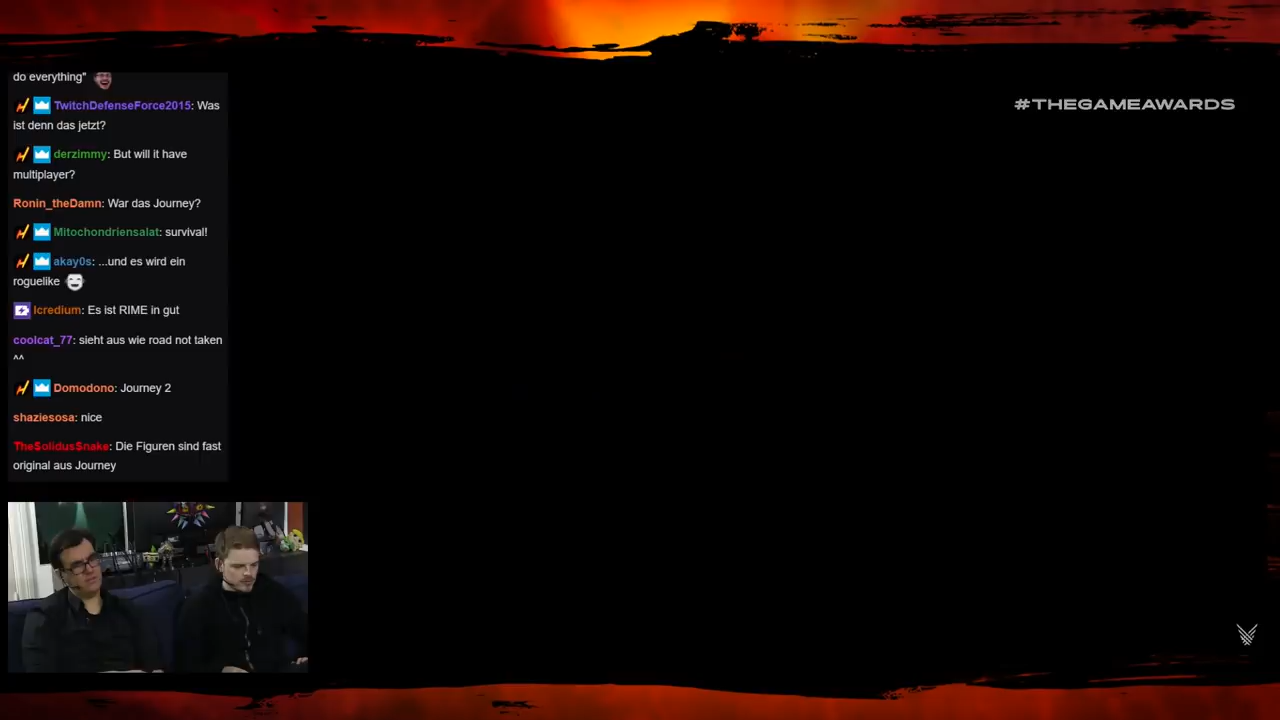 do everything"
TwitchDefenseForce2015: Was
ist denn das jetzt?
derzimmy: But will it have
multiplayer?
Ronin_theDamn: War das Journey?
Mitochondriensalat: survival!
akay0s: ...und es wird ein
roguelike
Icredium: Es ist RIME in gut
coolcat_77: sieht aus wie road not taken
^^
Domodono: Journey 2
shaziesosa: nice
TheSolidusSnake: Die Figuren sind fast
original aus Journey
#THEGAMEAWARDS